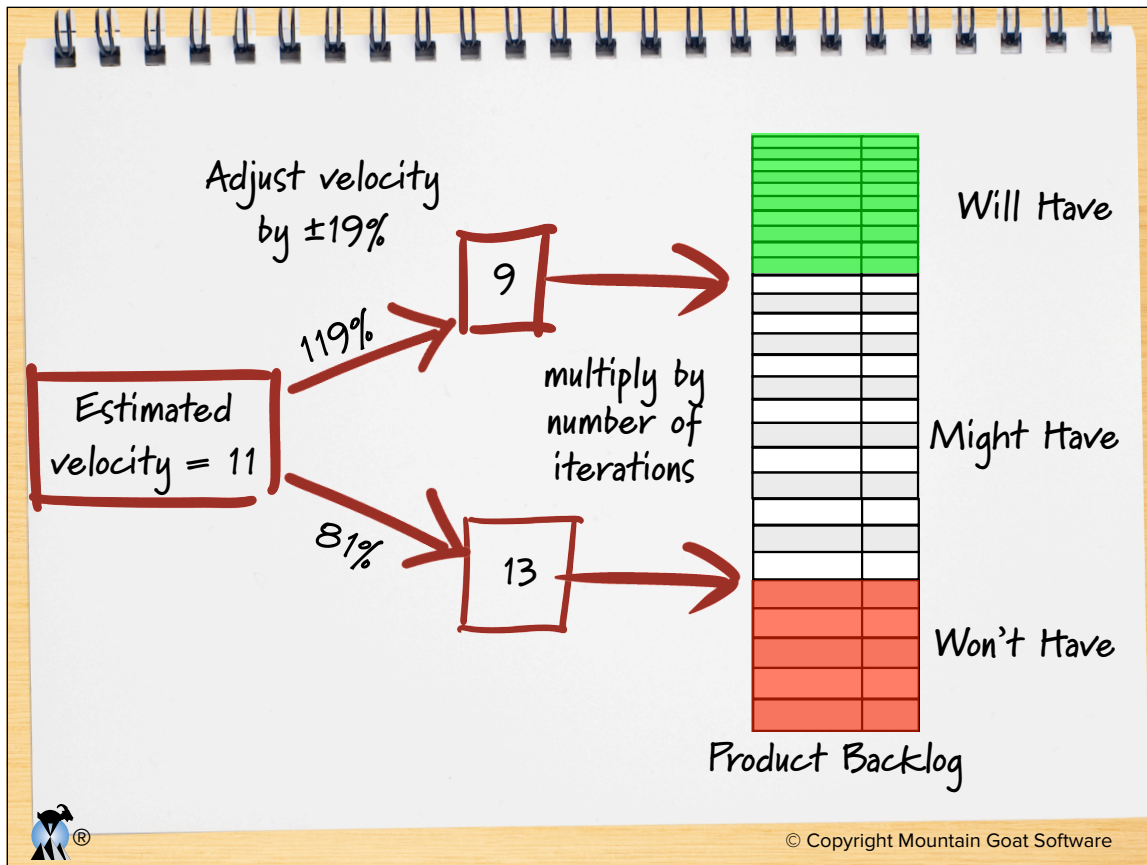 Adjust velocity
by ±19%
Will Have
9
119%
multiply by
number of
iterations
Estimated
velocity = 11
Might Have
81%
13
Won't Have
Product Backlog
®
© Copyright Mountain Goat Software